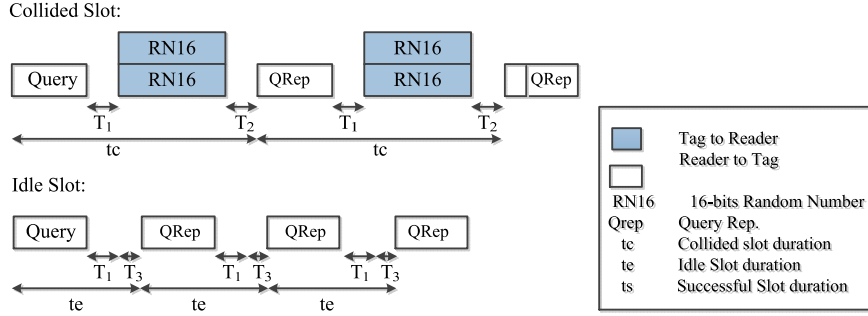 Collided Slot:
RN16 RN16
Query RN16 QRep RN16 QRep
T1 T2 T1 T2
tc tc
Idle Slot:
Query QRep QRep QRep
T1 T3 T1 T3 T1 T3
te te te
Tag to Reader
Reader to Tag
RN16 16-bits Random Number
Qrep Query Rep.
tc Collided slot duration
te Idle Slot duration
ts Successful Slot duration